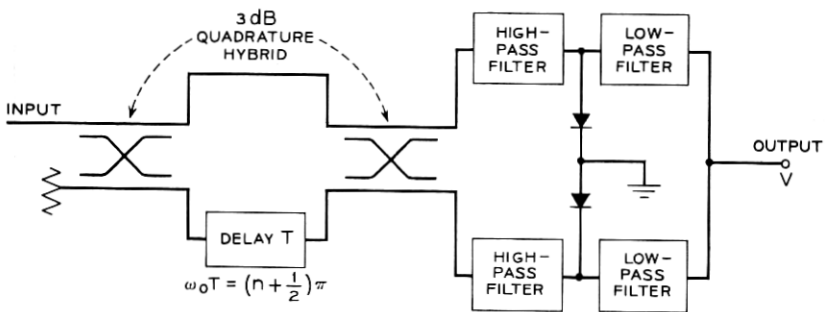 3 dB
QUADRATURE
HYBRID
INPUT
HIGH-
PASS
FILTER
LOW-
PASS
FILTER
OUTPUT
V
DELAY T
ω₀T = (n + 1/2)π
HIGH-
PASS
FILTER
LOW-
PASS
FILTER